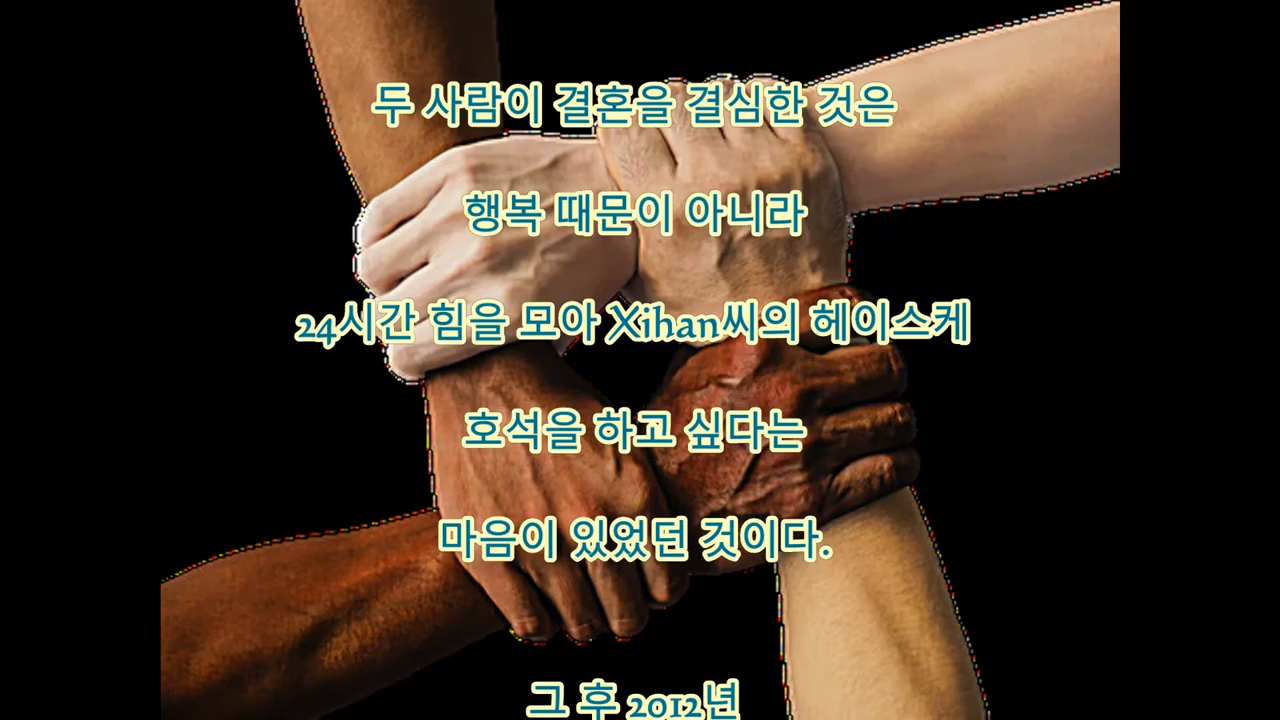 두 사람이 결혼을 결심한 것은
행복 때문이 아니라
24시간 힘을 모아 Xihan씨의 헤이스케
호석을 하고 싶다는
마음이 있었던 것이다.
그 후 2012년